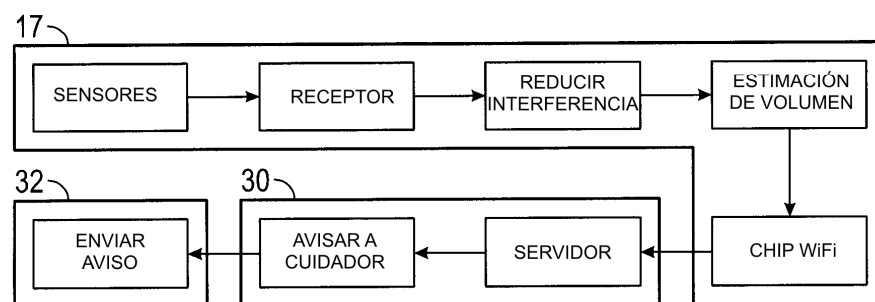 17
SENSORES
RECEPTOR
REDUCIR
INTERFERENCIA
ESTIMACIÓN
DE VOLUMEN
32
30
ENVIAR
AVISO
AVISAR A
CUIDADOR
SERVIDOR
CHIP WiFi